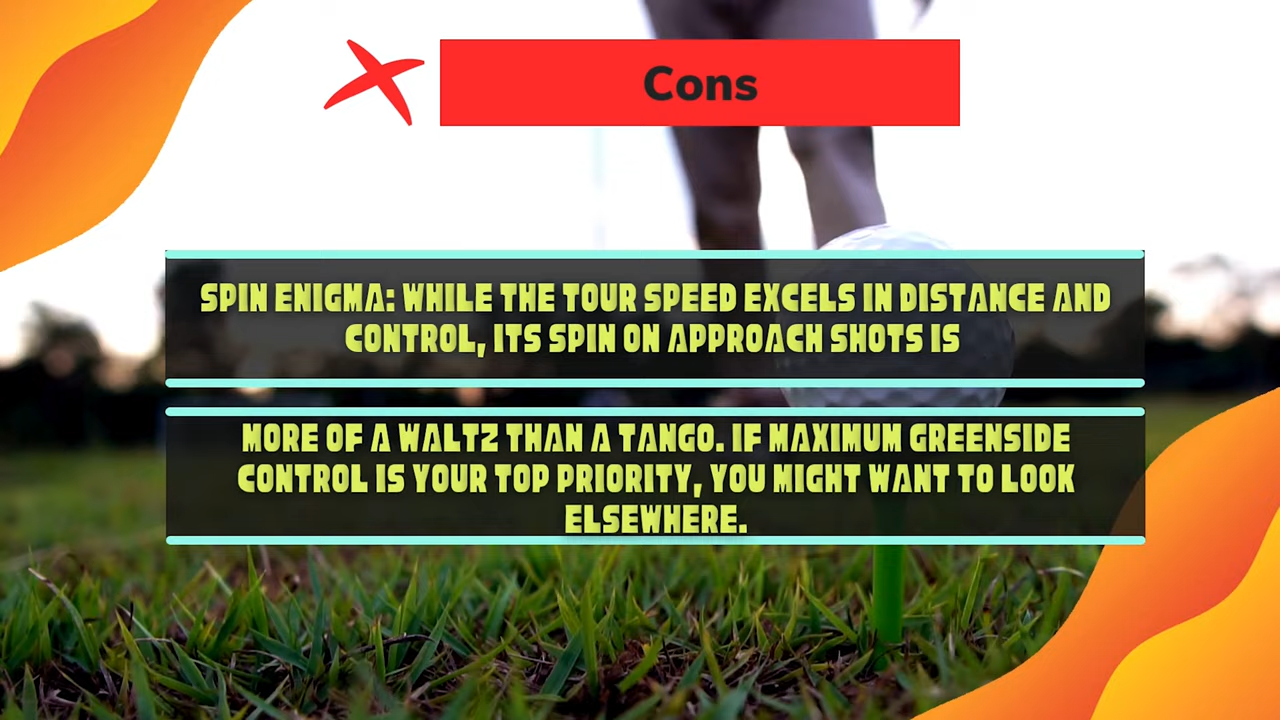 Cons
SPIN ENIGMA: WHILE THE TOUR SPEED EXCELS IN DISTANCE AND
CONTROL, ITS SPIN ON APPROACH SHOTS IS
MORE OF A WALTZ THAN A TANGO. IF MAXIMUM GREENSIDE
CONTROL IS YOUR TOP PRIORITY, YOU MIGHT WANT TO LOOK
ELSEWHERE.